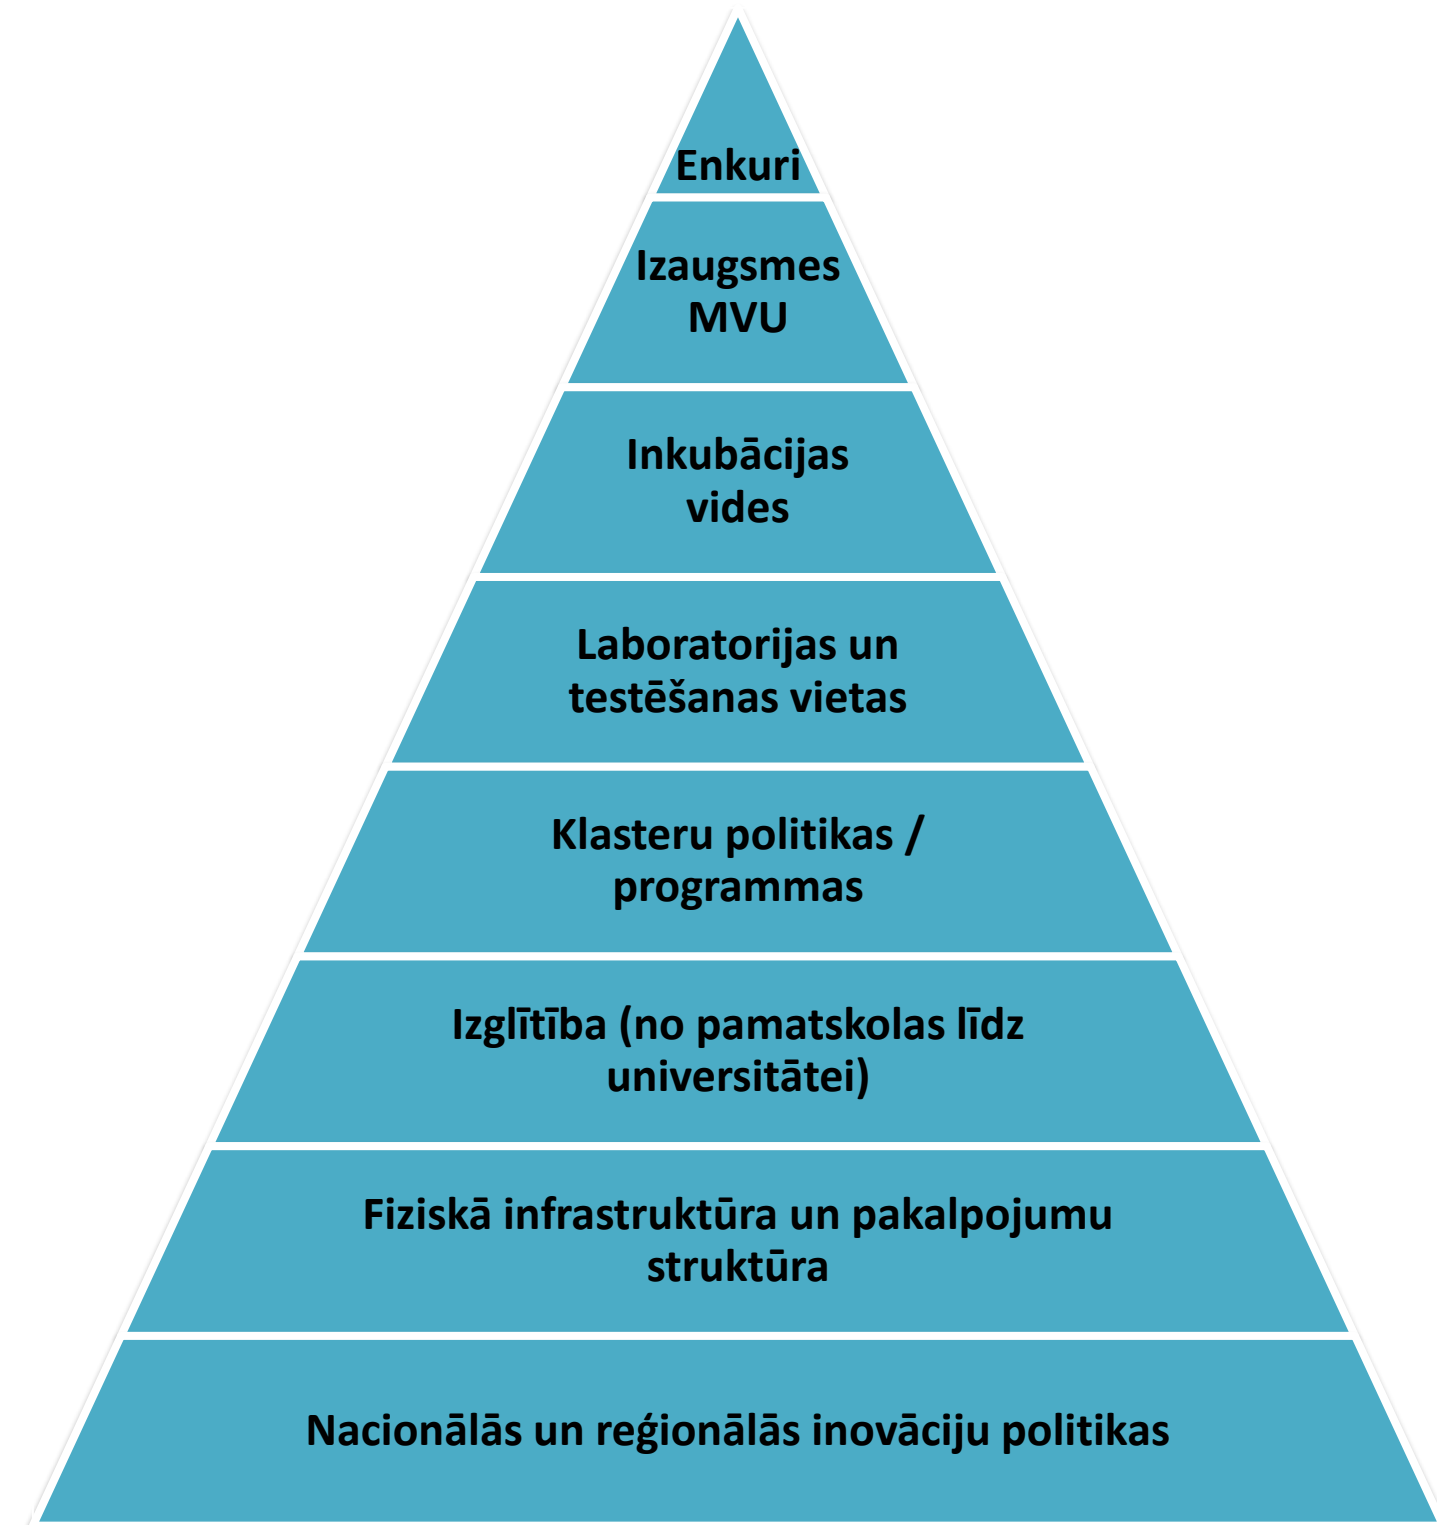 Enkuri
Izaugsmes
MVU
Inkubācijas
vides
Laboratorijas un
testēšanas vietas
Klasteru politikas /
programmas
Izglītība (no pamatskolas līdz
universitātei)
Fiziskā infrastruktūra un pakalpojumu
struktūra
Nacionālās un reģionālās inovāciju politikas